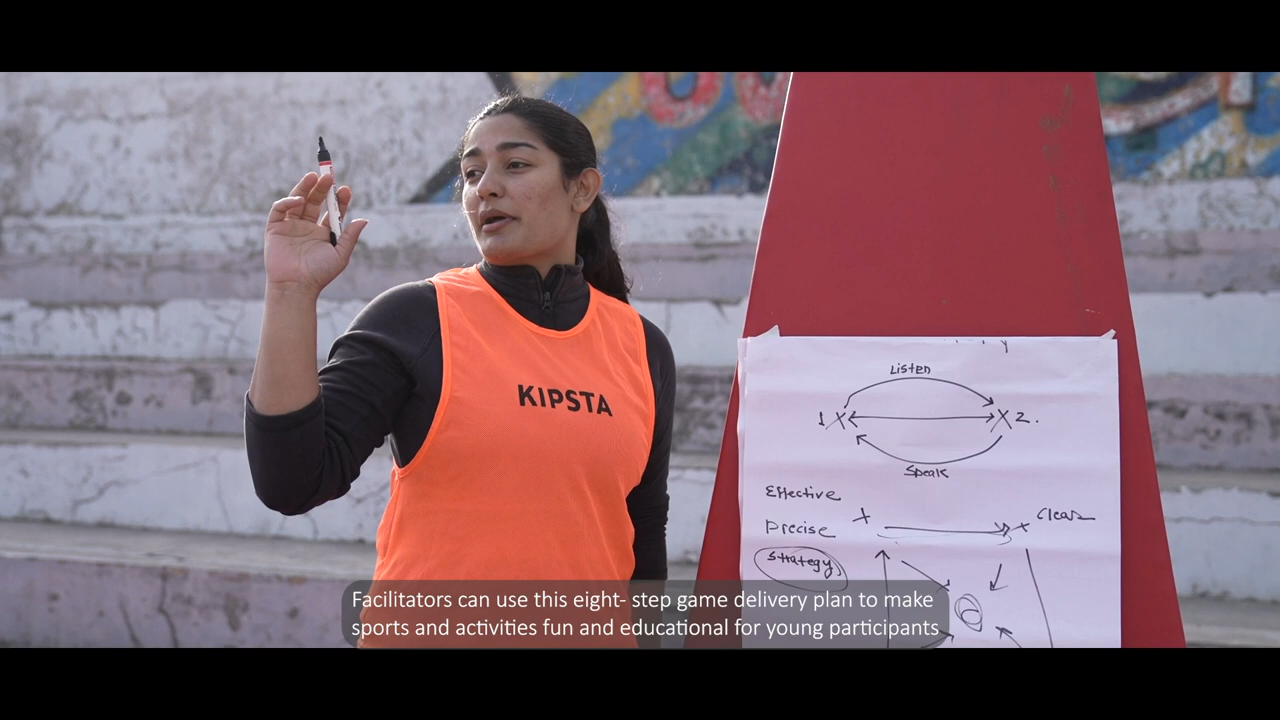 KIPSTA
Listen
1 X X 2.
Speak
Effective
Precise
Clear
Strategy
Facilitators can use this eight- step game delivery plan to make
sports and activities fun and educational for young participants